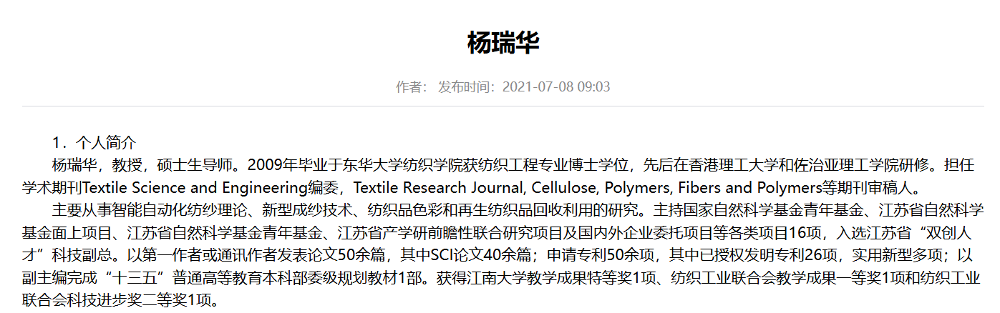 杨瑞华
作者： 发布时间：2021-07-08 09:03
1．个人简介
杨瑞华，教授，硕士生导师。2009年毕业于东华大学纺织学院获纺织工程专业博士学位，先后在香港理工大学和佐治亚理工学院研修。担任
学术期刊Textile Science and Engineering编委，Textile Research Journal, Cellulose, Polymers, Fibers and Polymers等期刊审稿人。
主要从事智能自动化纺纱理论、新型成纱技术、纺织品色彩和再生纺织品回收利用的研究。主持国家自然科学基金青年基金、江苏省自然科学
基金面上项目、江苏省自然科学基金青年基金、江苏省产学研前瞻性联合研究项目及国内外企业委托项目等各类项目16项，入选江苏省“双创人
才”科技副总。以第一作者或通讯作者发表论文50余篇，其中SCI论文40余篇；申请专利50余项，其中已授权发明专利26项，实用新型多项；以
副主编完成“十三五”普通高等教育本科部委级规划教材1部。获得江南大学教学成果特等奖1项、纺织工业联合会教学成果一等奖1项和纺织工业
联合会科技进步奖二等奖1项。